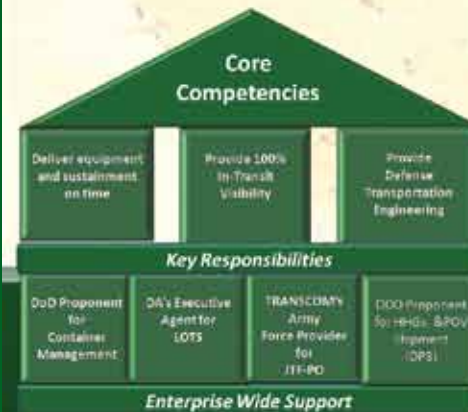 Core
Competencies
Deliver equipment
and sustainment
on time
Provide 100%
In-Transit
Visibility
Provide
Defense
Transportation
Engineering
Key Responsibilities
DoD Proponent
for
Container
Management
DA's Executive
Agent for
LOTS
TRANSCOM's
Army
Force Provider
for
JTF-PO
DOD Proponent
for HHGs &POV
(DPS)
Enterprise Wide Support